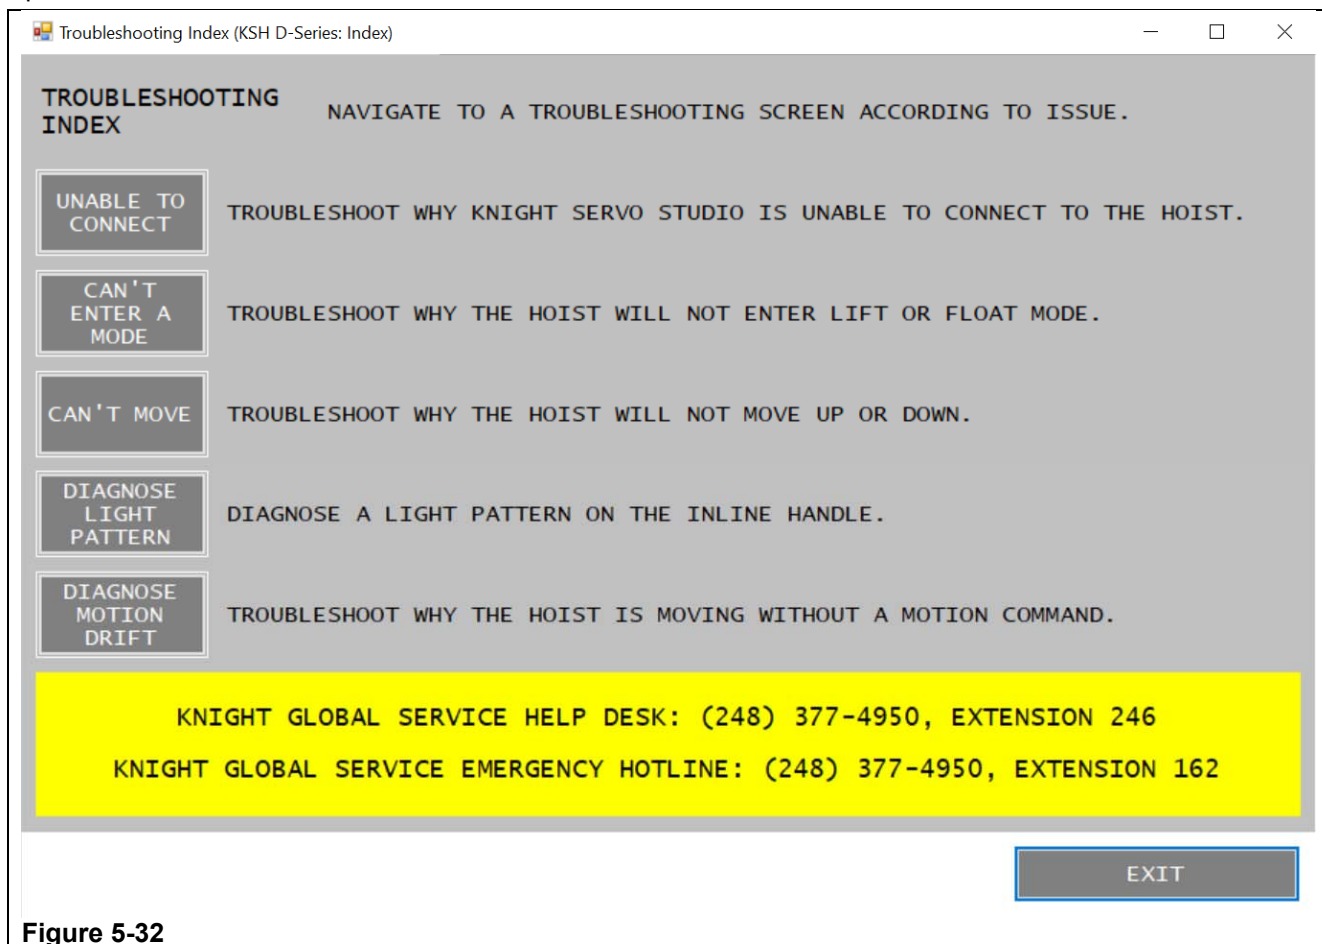 Troubleshooting Index (KSH D-Series: Index)
TROUBLESHOOTING
INDEX
NAVIGATE TO A TROUBLESHOOTING SCREEN ACCORDING TO ISSUE.
UNABLE TO
CONNECT
TROUBLESHOOT WHY KNIGHT SERVO STUDIO IS UNABLE TO CONNECT TO THE HOIST.
CAN'T
ENTER A
MODE
TROUBLESHOOT WHY THE HOIST WILL NOT ENTER LIFT OR FLOAT MODE.
CAN'T MOVE
TROUBLESHOOT WHY THE HOIST WILL NOT MOVE UP OR DOWN.
DIAGNOSE
LIGHT
PATTERN
DIAGNOSE A LIGHT PATTERN ON THE INLINE HANDLE.
DIAGNOSE
MOTION
DRIFT
TROUBLESHOOT WHY THE HOIST IS MOVING WITHOUT A MOTION COMMAND.
KNIGHT GLOBAL SERVICE HELP DESK: (248) 377-4950, EXTENSION 246
KNIGHT GLOBAL SERVICE EMERGENCY HOTLINE: (248) 377-4950, EXTENSION 162
EXIT
Figure 5-32